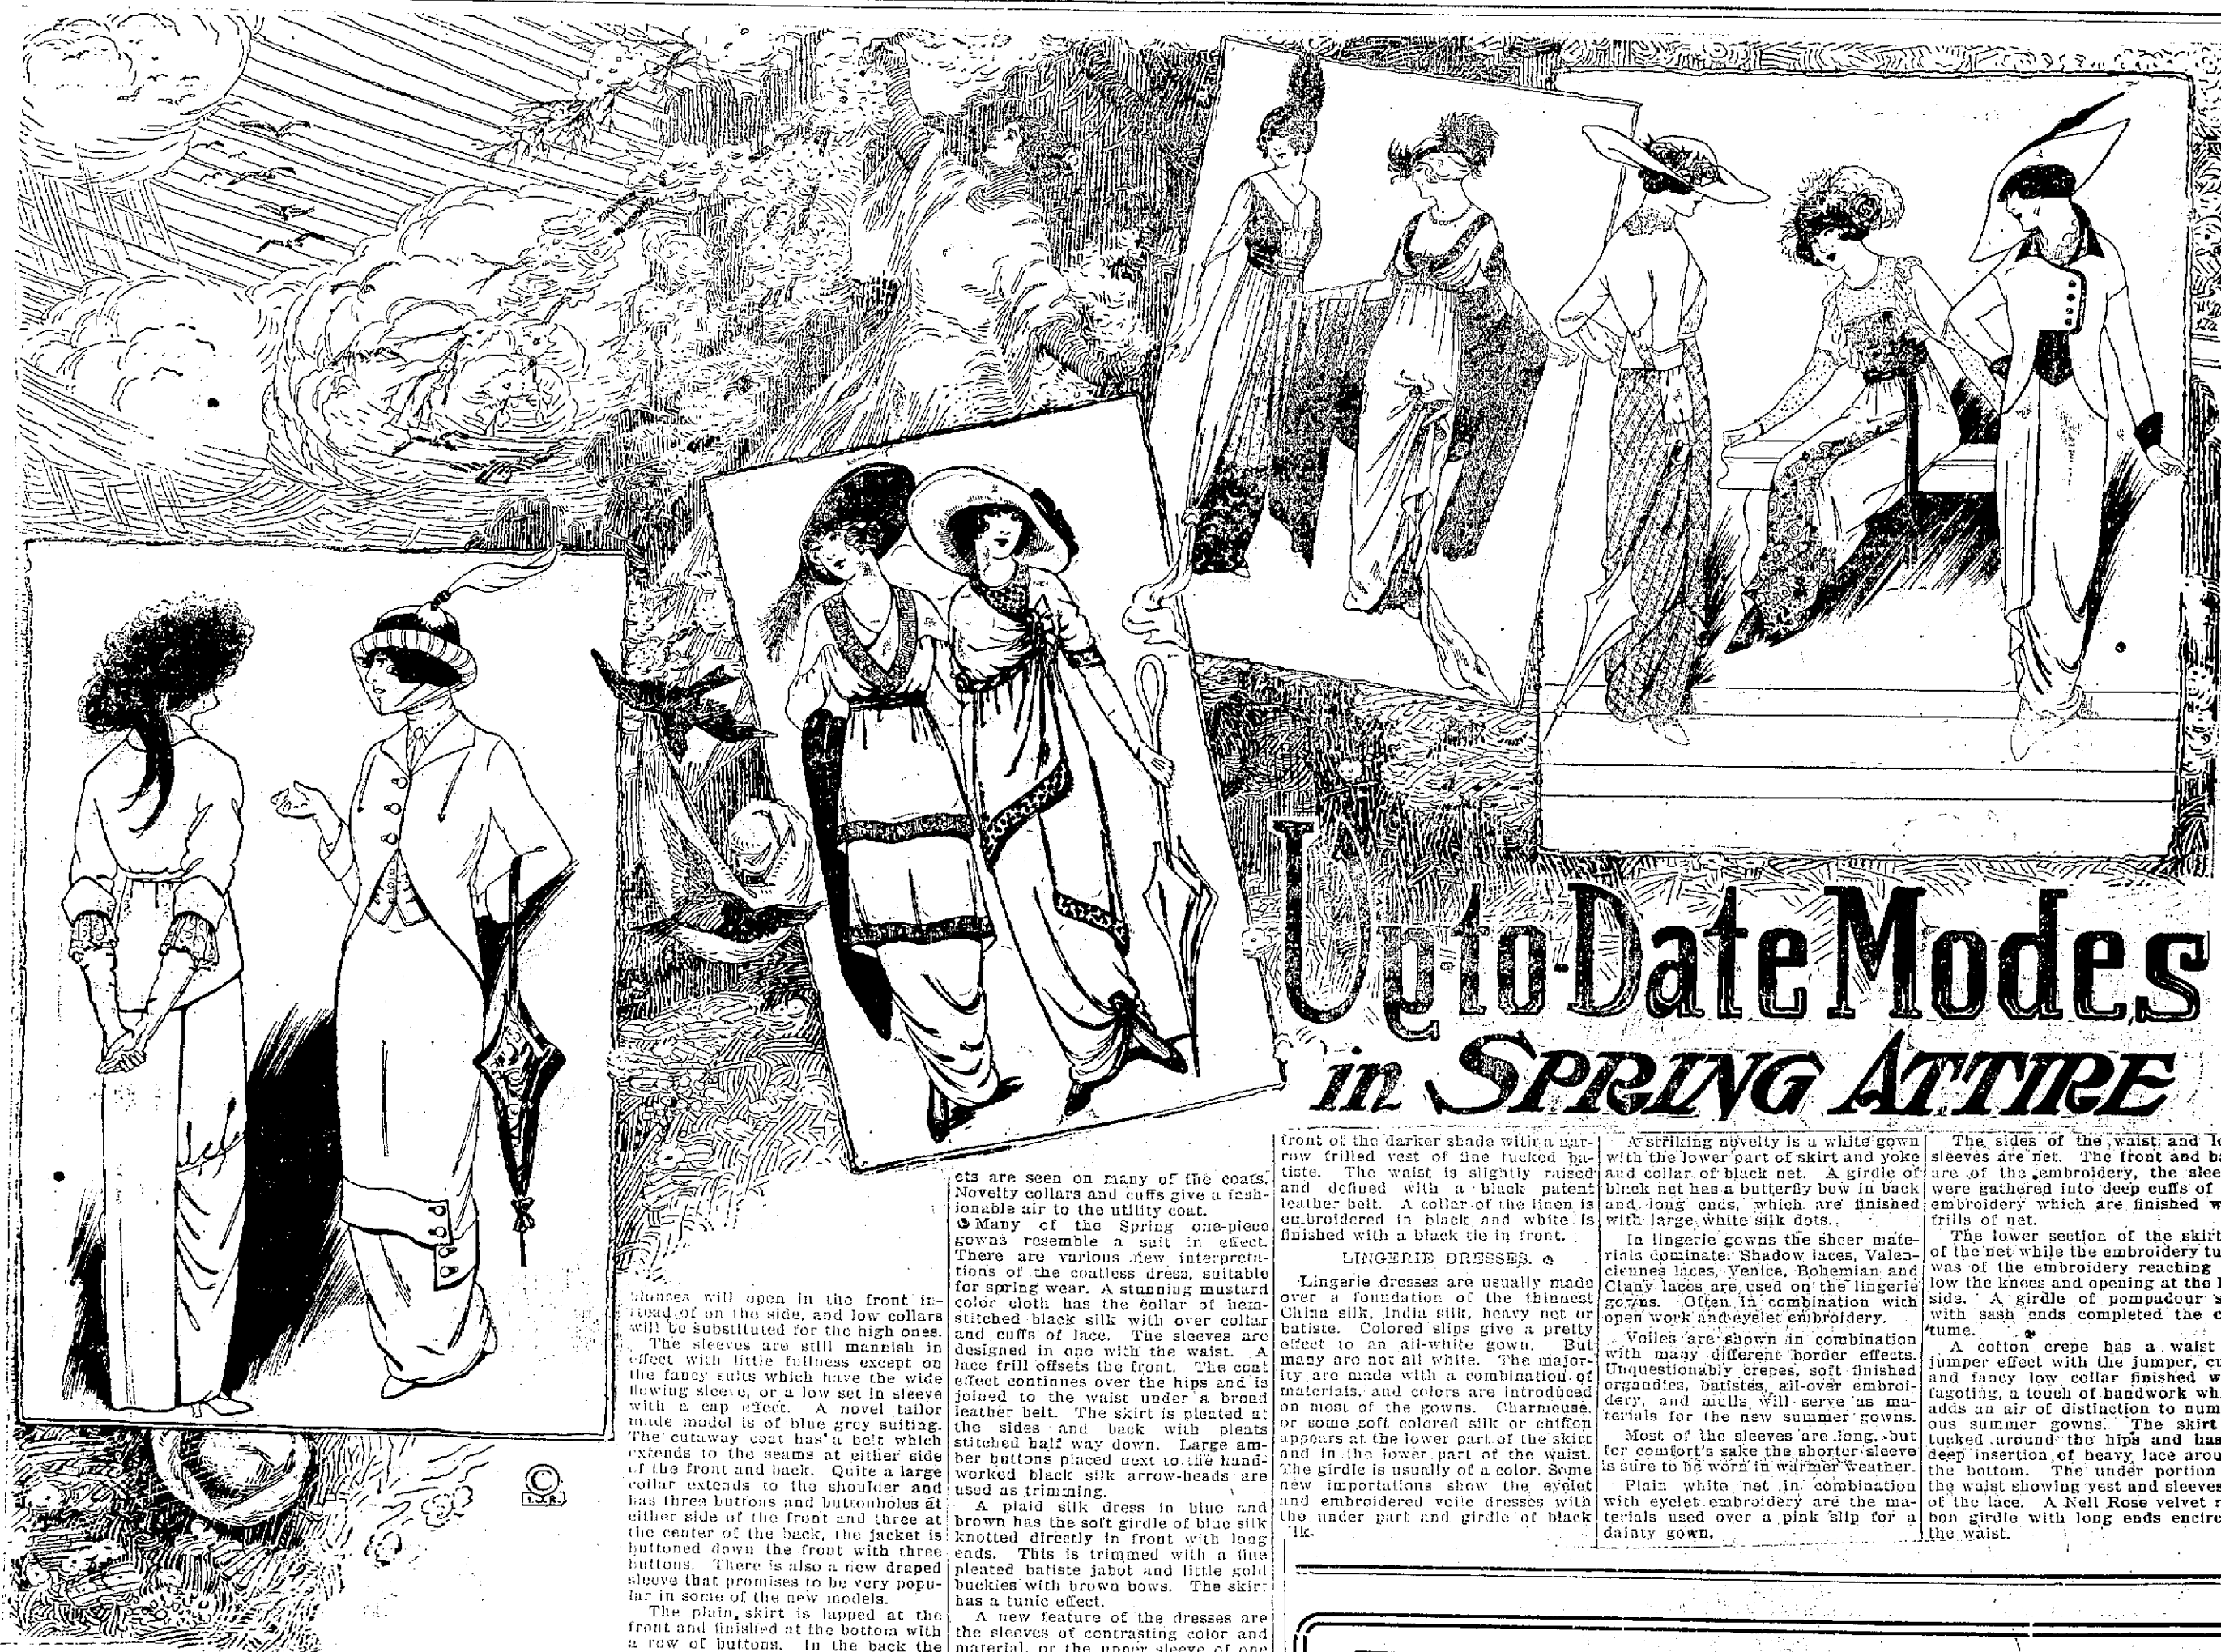 Up-to-Date Modes
in SPRING ATTIRE
blouses will open in the front in-
stead of on the side, and low collars
will be substituted for the high ones.
The sleeves are still mannish in
effect with little fullness except on
the fancy suits which have the wide
flowing sleeve, or a low set in sleeve
with a cap effect. A novel tailor
made model is of blue grey suiting.
The cutaway coat has a belt which
extends to the seams at either side
of the front and back. Quite a large
collar extends to the shoulder and
has three buttons and buttonholes at
either side of the front and three at
the center of the back, the jacket is
buttoned down the front with three
buttons. There is also a new draped
sleeve that promises to be very popu-
lar in some of the new models.
The plain skirt is lapped at the
front and finished at the bottom with
a row of buttons. In the back the
ets are seen on many of the coats.
Novelty collars and cuffs give a fash-
ionable air to the utility coat.
Many of the Spring one-piece
gowns resemble a suit in effect.
There are various new interpreta-
tions of the coatless dress, suitable
for spring wear. A stunning mustard
color cloth has the collar of hem-
stitched black silk with over collar
and cuffs of lace. The sleeves are
designed in one with the waist. A
lace frill offsets the front. The coat
effect continues over the hips and is
joined to the waist under a broad
leather belt. The skirt is pleated at
the sides and back with pleats
stitched half way down. Large am-
ber buttons placed next to the hand-
worked black silk arrow-heads are
used as trimming.
A plaid silk dress in blue and
brown has the soft girdle of blue silk
knotted directly in front with long
ends. This is trimmed with a fine
pleated batiste jabot and little gold
buckles with brown bows. The skirt
has a tunic effect.
A new feature of the dresses are
the sleeves of contrasting color and
material, or the upper sleeve of one
front of the darker shade with a nar-
row frilled vest of fine tucked ba-
tiste. The waist is slightly raised
and defined with a black patent
leather belt. A collar of the linen is
embroidered in black and white is
finished with a black tie in front.
LINGERIE DRESSES.
Lingerie dresses are usually made
over a foundation of the thinnest
China silk, India silk, heavy net or
batiste. Colored slips give a pretty
effect to an all-white gown. But
many are not all white. The major-
ity are made with a combination of
materials, and colors are introduced
on most of the gowns. Charmeuse,
or some soft colored silk or chiffon
appears at the lower part of the skirt
and in the lower part of the waist.
The girdle is usually of a color. Some
new importations show the eyelet
and embroidered voile dresses with
the under part and girdle of black
A striking novelty is a white gown
with the lower part of skirt and yoke
and collar of black net. A girdle of
black net has a butterfly bow in back
and long ends, which are finished
with large white silk dots.
In lingerie gowns the sheer mate-
rials dominate. Shadow laces, Valen-
ciennes laces, Venice, Bohemian and
Cluny laces are used on the lingerie
gowns. Often in combination with
open work and eyelet embroidery.
Voiles are shown in combination
with many different border effects.
Unquestionably crepes, soft finished
organdies, batistes, all-over embroi-
dery, and mulls will serve as ma-
terials for the new summer gowns.
Most of the sleeves are long, but
for comfort's sake the shorter sleeve
is sure to be worn in warmer weather.
Plain white net in combination
with eyelet embroidery are the ma-
terials used over a pink slip for a
dainty gown.
The sides of the waist and
sleeves are net. The front and
are of the embroidery, the
were gathered into deep cuffs of
embroidery which are finished
frills of net.
The lower section of the skirt
of the net while the embroidery
was of the embroidery reaching
low the knees and opening at the
side. A girdle of pompadour
with sash ends completed the
tume.
A cotton crepe has a waist
jumper effect with the jumper,
and fancy low collar finished
fagoting, a touch of handwork
adds an air of distinction to
ous summer gowns. The skirt
tucked around the hips and has
deep insertion of heavy lace
the bottom. The under portion
the waist showing vest and sleeves
of the lace. A Nell Rose velvet
bon girdle with long ends
the waist.
© I.J.R.